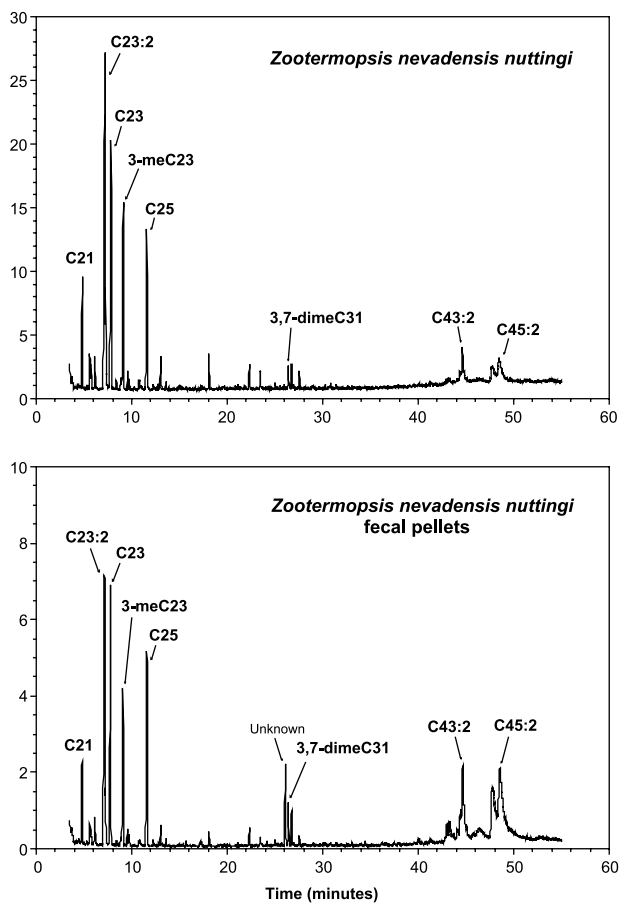 30
Zootermopsis nevadensis nuttingi
C23:2
25
C23
20
3-meC23
15
C25
C21
10
3,7-dimeC31
C43:2
C45:2
5
0
0 10 20 30 40 50 60
10
Zootermopsis nevadensis nuttingi
fecal pellets
C23:2
C23
8
3-meC23
6
C25
4
C21
Unknown
3,7-dimeC31
C43:2
C45:2
2
0
0 10 20 30 40 50 60
Time (minutes)